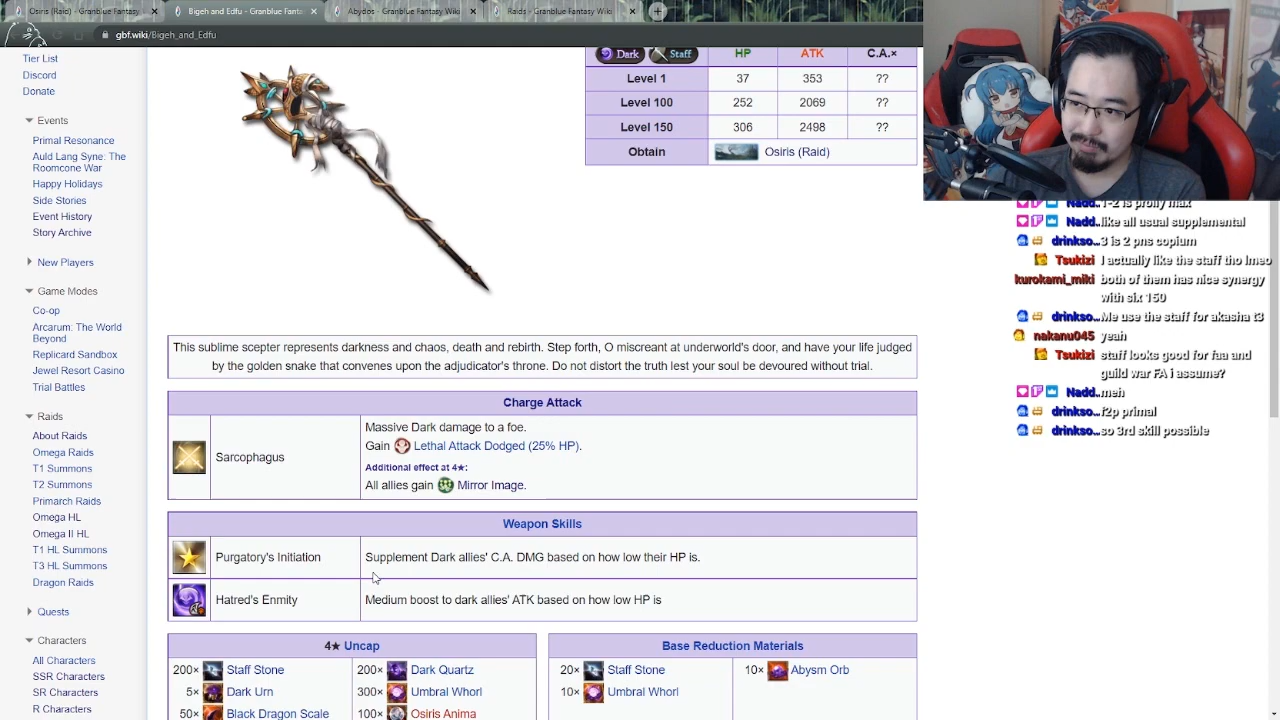 Osiris (Raid) - Granblue Fantasy W
Bigeh and Edfu - Granblue Fanta
Abydos - Granblue Fantasy Wiki
Raids - Granblue Fantasy Wiki
gbf.wiki/Bigeh_and_Edfu
Tier List
Discord
Donate
Events
Primal Resonance
Auld Lang Syne: The
Roomcone War
Happy Holidays
Side Stories
Event History
Story Archive
New Players
Game Modes
Co-op
Arcarum: The World
Beyond
Replicard Sandbox
Jewel Resort Casino
Trial Battles
Raids
About Raids
Omega Raids
T1 Summons
T2 Summons
Primarch Raids
Omega HL
Omega II HL
T1 HL Summons
T3 HL Summons
Dragon Raids
Quests
Characters
All Characters
SSR Characters
SR Characters
R Characters
Dark Staff HP ATK C.A.×
Level 1 37 353 ??
Level 100 252 2069 ??
Level 150 306 2498 ??
Obtain Osiris (Raid)
This sublime scepter represents cosmos and chaos, death and rebirth. Step forth, O miscreant at underworld's door, and have your life judged
by the golden snake that convenes upon the adjudicator's throne. Do not distort the truth lest your soul be devoured without trial.
Charge Attack
Sarcophagus
Massive Dark damage to a foe.
Gain Lethal Attack Dodged (25% HP).
Additional effect at 4★:
All allies gain Mirror Image.
Weapon Skills
Purgatory's Initiation Supplement Dark allies' C.A. DMG based on how low their HP is.
Hatred's Enmity Medium boost to dark allies' ATK based on how low HP is
4★ Uncap
200× Staff Stone 200× Dark Quartz
5× Dark Urn 300× Umbral Whorl
50× Black Dragon Scale 100× Osiris Anima
Base Reduction Materials
20× Staff Stone 10× Abysm Orb
10× Umbral Whorl
Nadd.. 1-2 is prolly max
Nadd.. like all usual supplemental
drinkso... 3 is 2 pns copium
Tsukizi I actually like the staff tho lmeo
kurokami_miki both of them has nice synergy
with six 150
drinkso... Me use the staff for akasha t3
nakanu045 yeah
Tsukizi staff looks good for faa and
guild war FA i assume?
Nadd.. meh
drinkso... f2p primal
drinkso... so 3rd skill possible